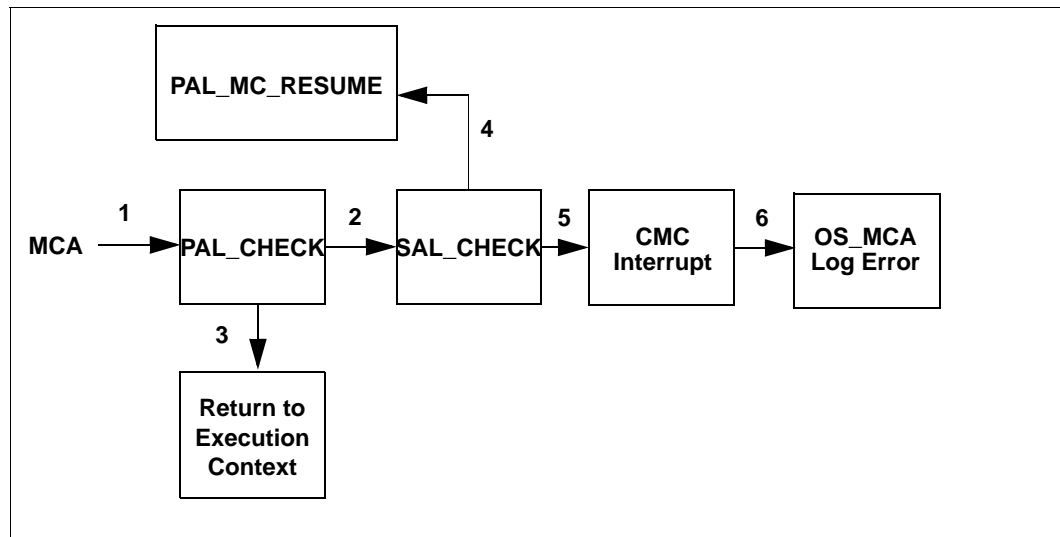 PAL_MC_RESUME
4
1
2
5
6
MCA
PAL_CHECK
SAL_CHECK
CMC
Interrupt
OS_MCA
Log Error
3
Return to
Execution
Context